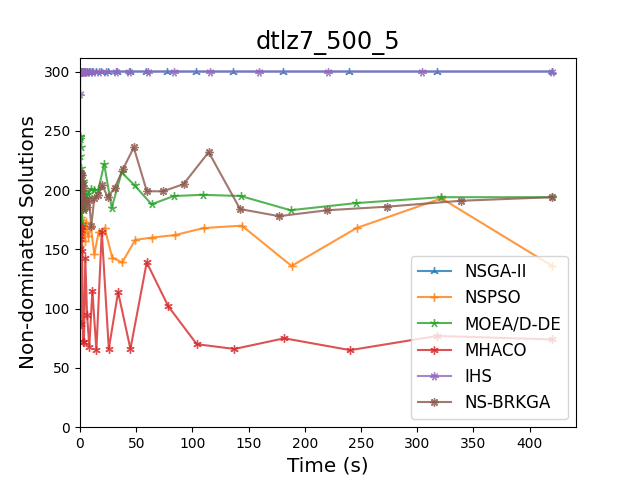 dtlz7_500_5
Non-dominated Solutions
300
250
200
150
100
50
0
0 50 100 150 200 250 300 350 400
Time (s)
NSGA-II
NSPSO
MOEA/D-DE
MHACO
IHS
NS-BRKGA